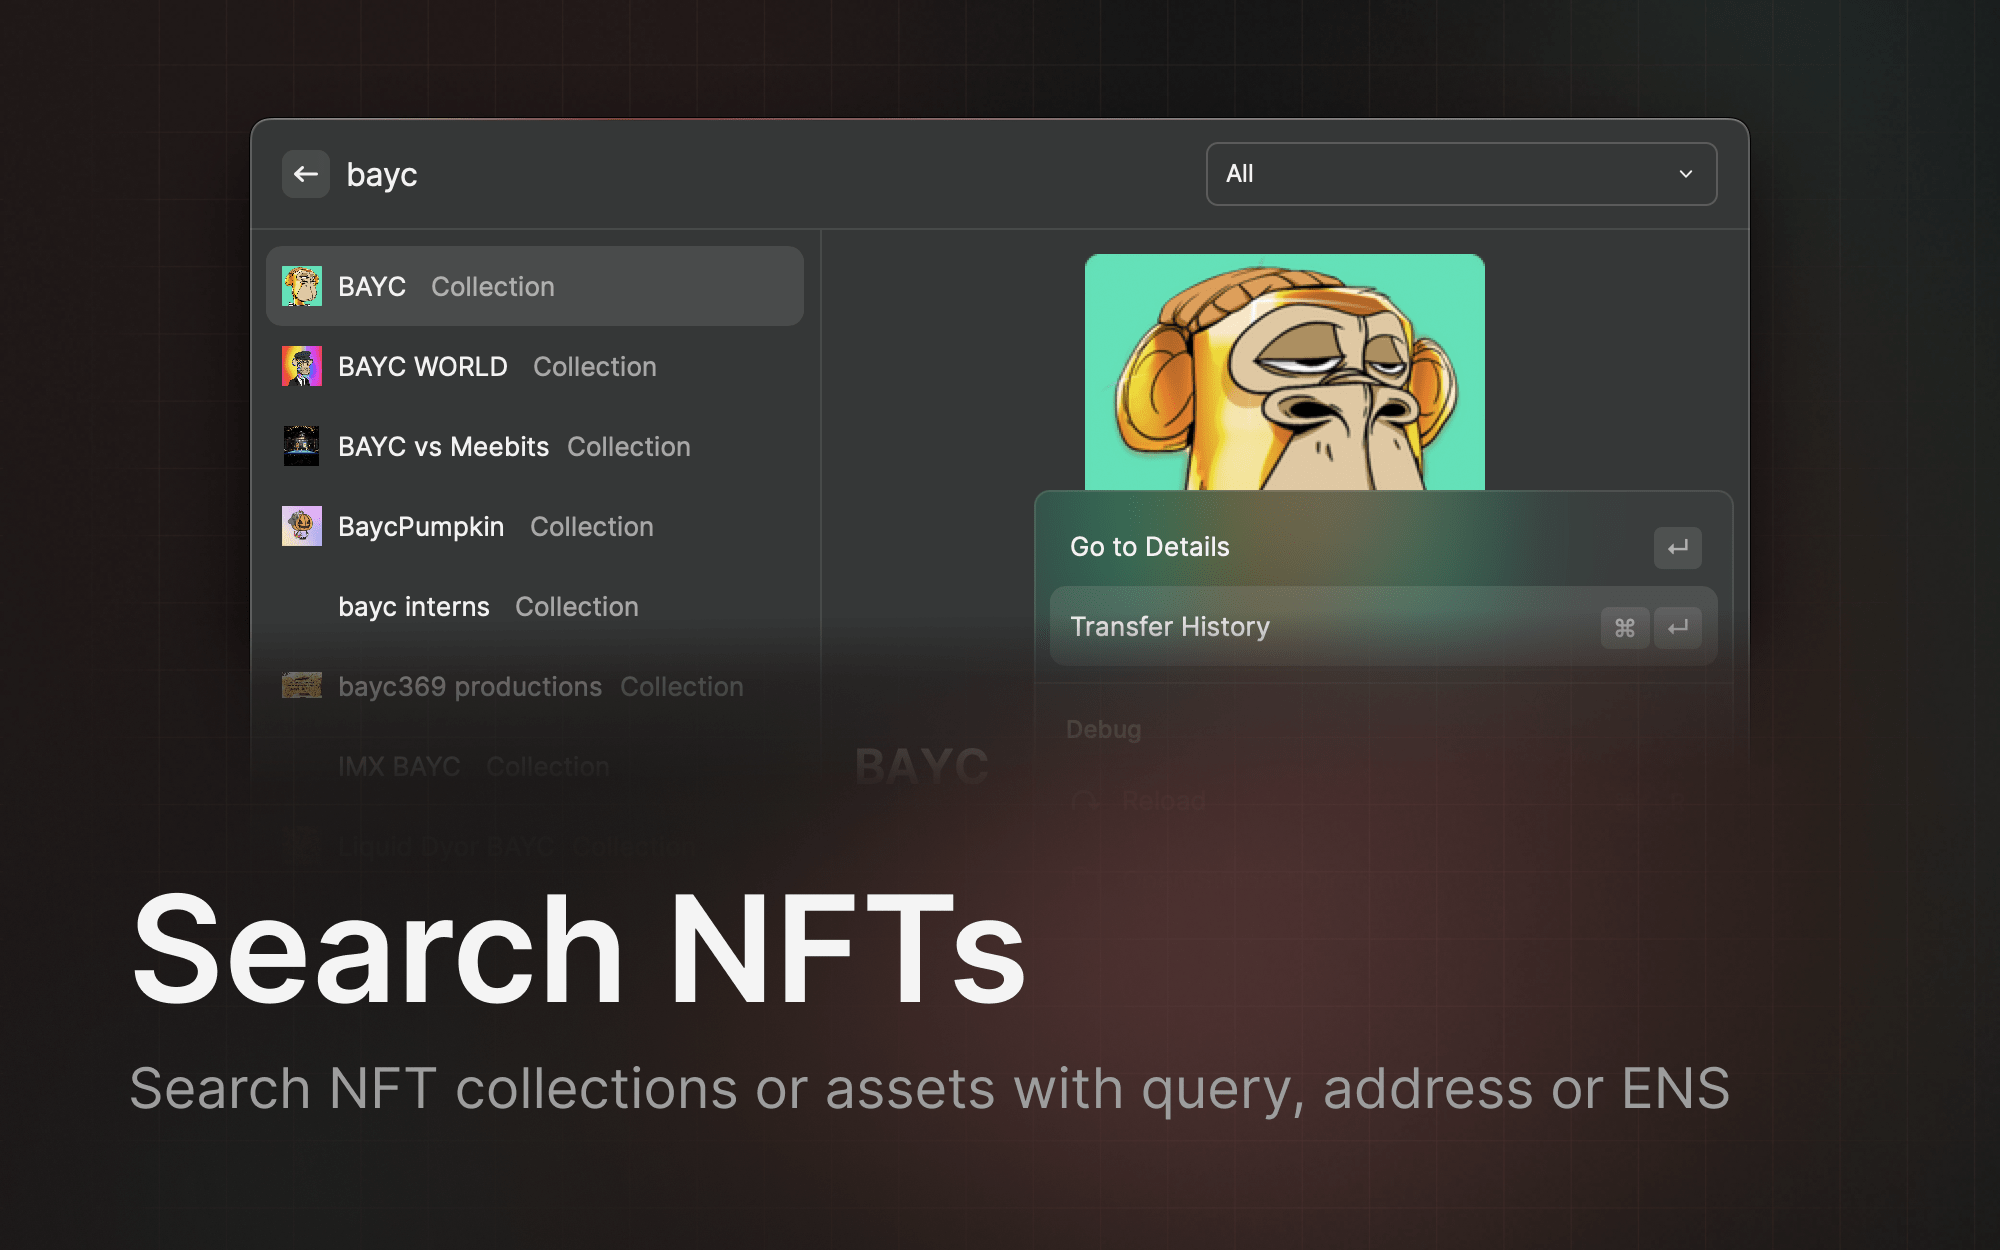 bayc
All
BAYC Collection
BAYC WORLD Collection
BAYC vs Meebits Collection
BaycPumpkin Collection
bayc interns Collection
bayc369 productions Collection
IMX BAYC Collection
Liquid Dypt BAYC Collection
Go to Details
Transfer History
Debug
Reload
BAYC
Search NFTs
Search NFT collections or assets with query, address or ENS